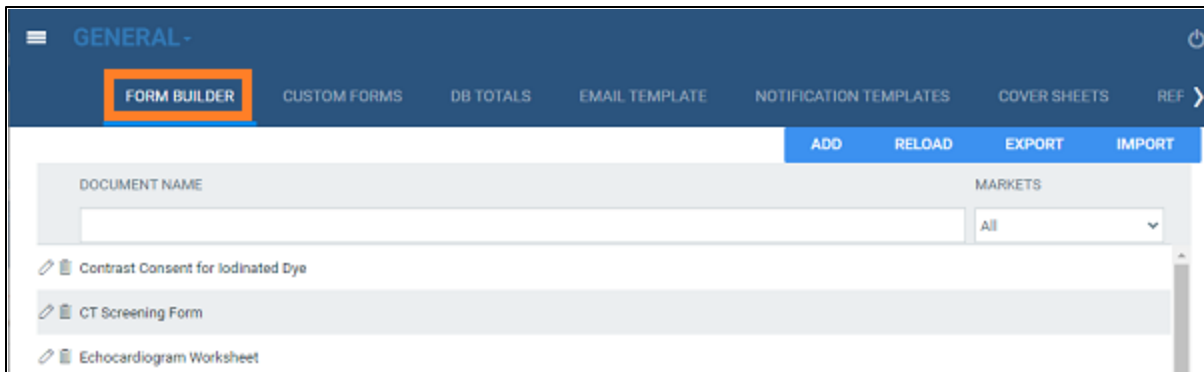 GENERAL
FORM BUILDER CUSTOM FORMS DB TOTALS EMAIL TEMPLATE NOTIFICATION TEMPLATES COVER SHEETS REF
ADD RELOAD EXPORT IMPORT
DOCUMENT NAME MARKETS
All
Contrast Consent for Iodinated Dye
CT Screening Form
Echocardiogram Worksheet